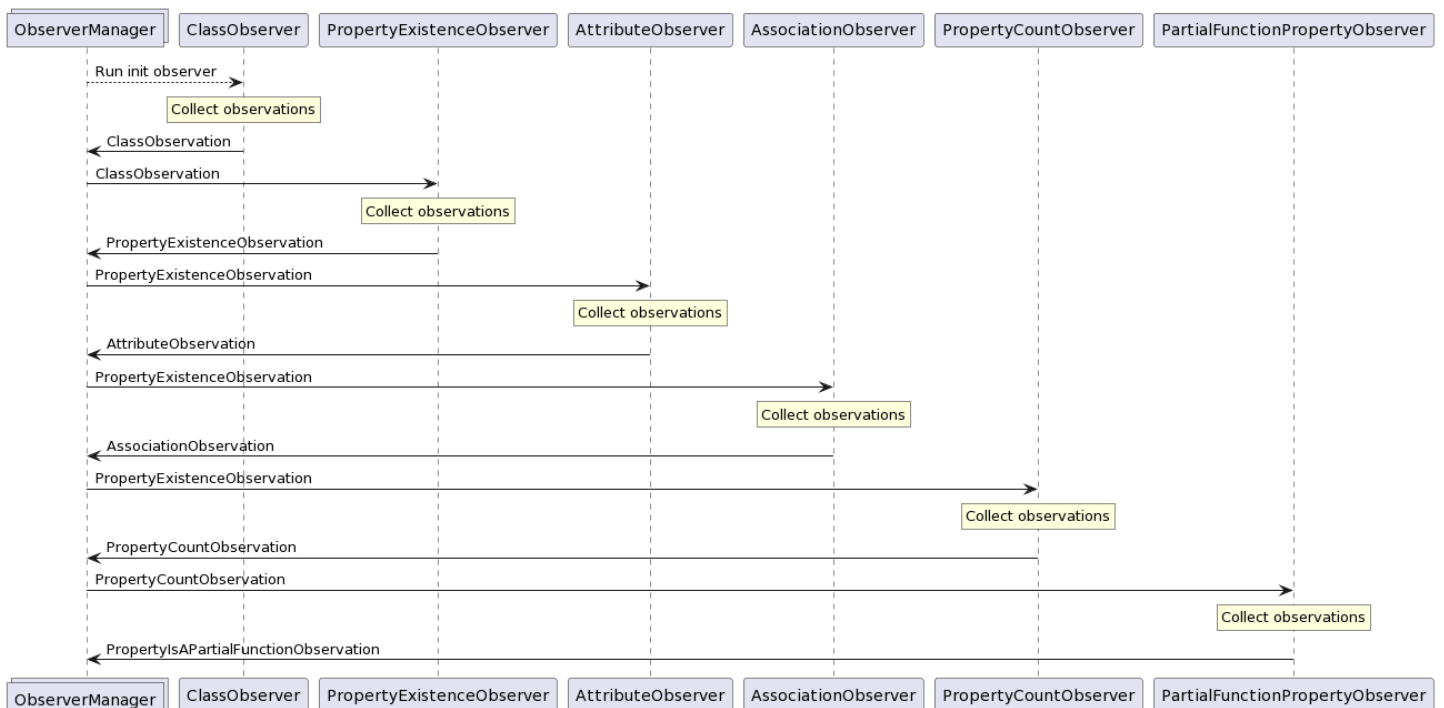 ObserverManager
ClassObserver
PropertyExistenceObserver
AttributeObserver
AssociationObserver
PropertyCountObserver
PartialFunctionPropertyObserver
Run init observer
Collect observations
ClassObservation
ClassObservation
Collect observations
PropertyExistenceObservation
PropertyExistenceObservation
Collect observations
AttributeObservation
PropertyExistenceObservation
Collect observations
AssociationObservation
PropertyExistenceObservation
Collect observations
PropertyCountObservation
PropertyCountObservation
Collect observations
PropertyIsAPartialFunctionObservation
ObserverManager
ClassObserver
PropertyExistenceObserver
AttributeObserver
AssociationObserver
PropertyCountObserver
PartialFunctionPropertyObserver